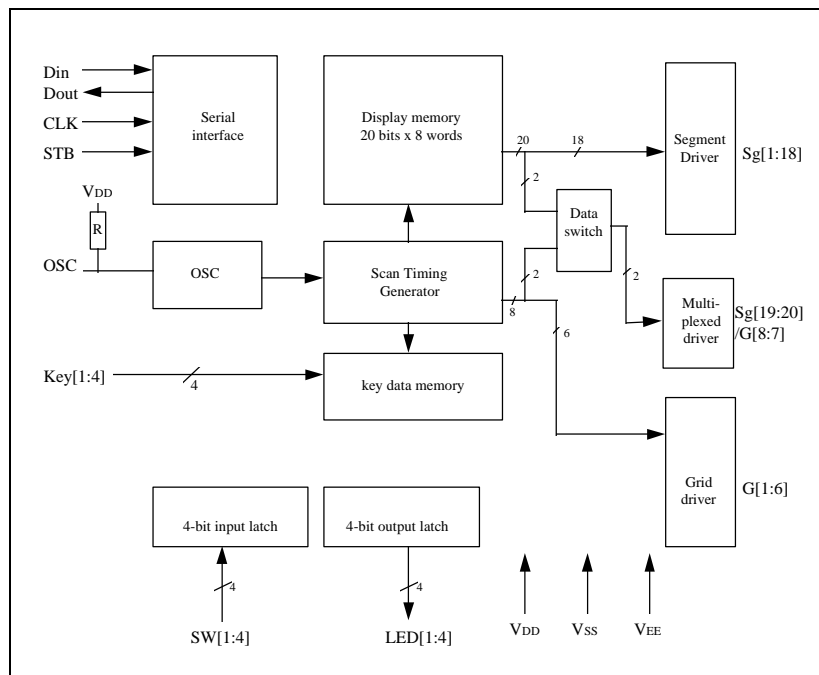 Din
Dout
CLK
STB
Serial
interface
Display memory
20 bits x 8 words
20
18
2
Segment
Driver
Sg[1:18]
VDD
R
OSC
OSC
Scan Timing
Generator
Data
switch
2
8
2
6
Multi-
plexed
driver
Sg[19:20]
/G[8:7]
Key[1:4]
4
key data memory
Grid
driver
G[1:6]
4-bit input latch
4-bit output latch
4
4
SW[1:4]
LED[1:4]
VDD
VSS
VEE